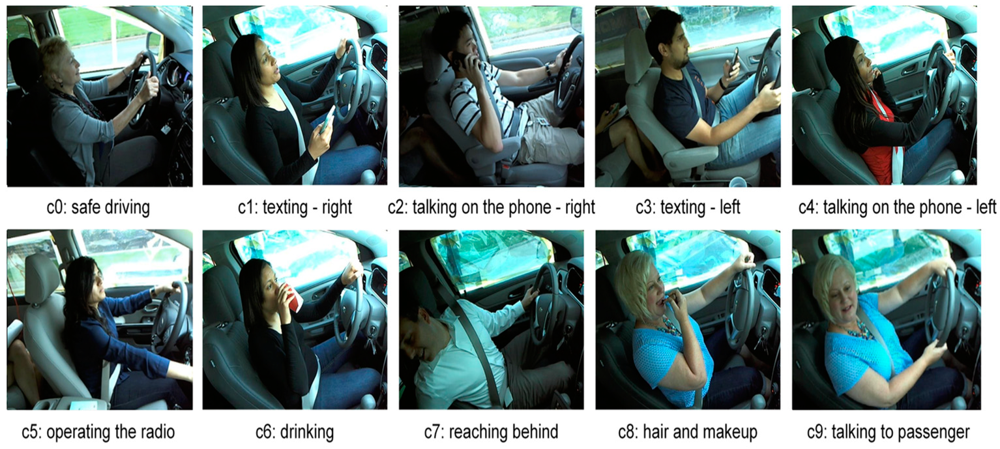 c0: safe driving
c1: texting - right
c2: talking on the phone - right
c3: texting - left
c4: talking on the phone - left
c5: operating the radio
c6: drinking
c7: reaching behind
c8: hair and makeup
c9: talking to passenger